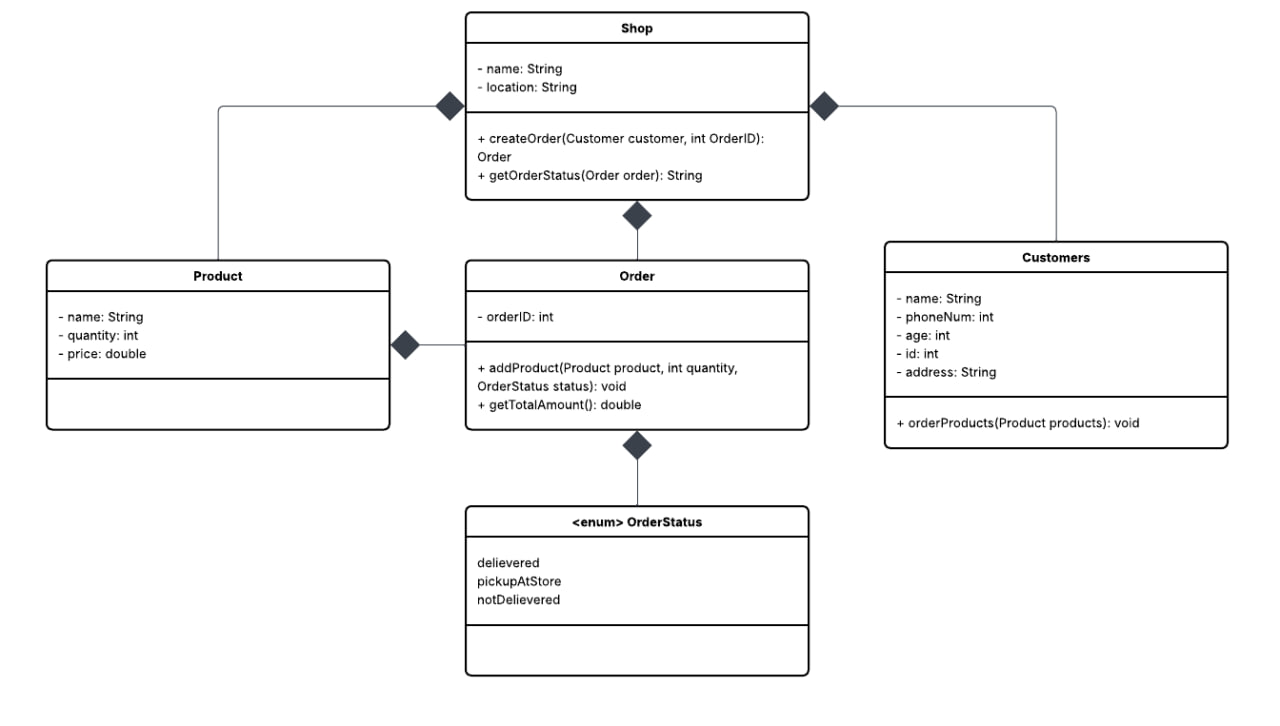 Shop
- name: String
- location: String
+ createOrder(Customer customer, int OrderID):
Order
+ getOrderStatus(Order order): String
Product
- name: String
- quantity: int
- price: double
Order
- orderID: int
+ addProduct(Product product, int quantity,
OrderStatus status): void
+ getTotalAmount(): double
Customers
- name: String
- phoneNum: int
- age: int
- id: int
- address: String
+ orderProducts(Product products): void
<enum> OrderStatus
delievered
pickupAtStore
notDelievered